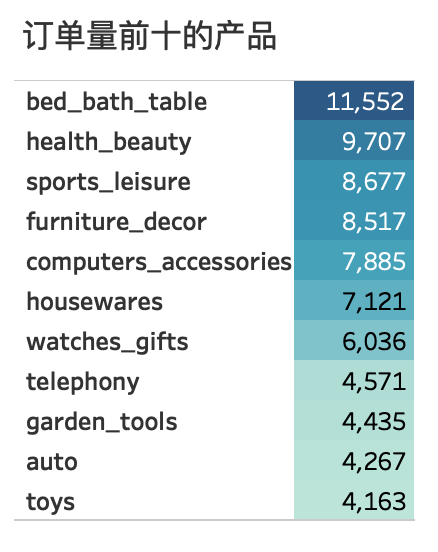 订单量前十的产品
bed_bath_table 11,552
health_beauty 9,707
sports_leisure 8,677
furniture_decor 8,517
computers_accessories 7,885
housewares 7,121
watches_gifts 6,036
telephony 4,571
garden_tools 4,435
auto 4,267
toys 4,163